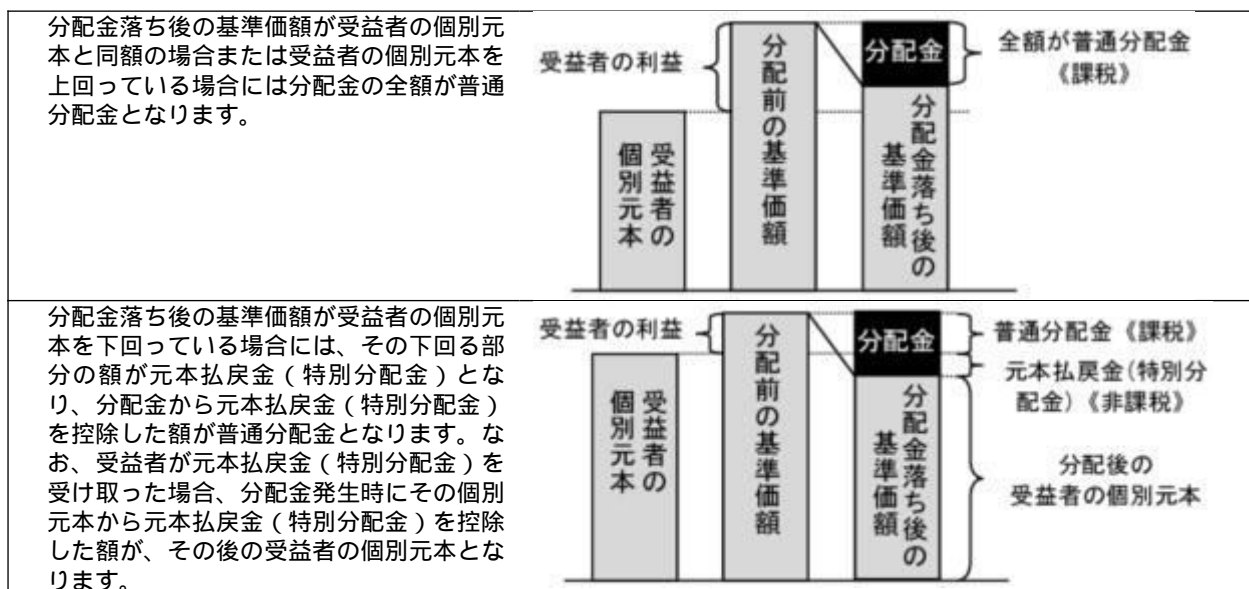 分配金落ち後の基準価額が受益者の個別元
本と同額の場合または受益者の個別元本を
上回っている場合には分配金の全額が普通
分配金となります。
受益者の利益
受益者の
個別元本
分配前の基準価額
分配金
分配金落ち後の
基準価額
全額が普通分配金
《課税》
分配金落ち後の基準価額が受益者の個別元
本を下回っている場合には、その下回る部
分の額が元本払戻金（特別分配金）とな
り、分配金から元本払戻金（特別分配金）
を控除した額が普通分配金となります。な
お、受益者が元本払戻金（特別分配金）を
受け取った場合、分配金発生時にその個別
元本から元本払戻金（特別分配金）を控除
した額が、その後の受益者の個別元本とな
ります。
受益者の利益
受益者の
個別元本
分配前の基準価額
分配金
分配金落ち後の
基準価額
普通分配金《課税》
元本払戻金（特別分
配金）《非課税》
分配後の
受益者の個別元本